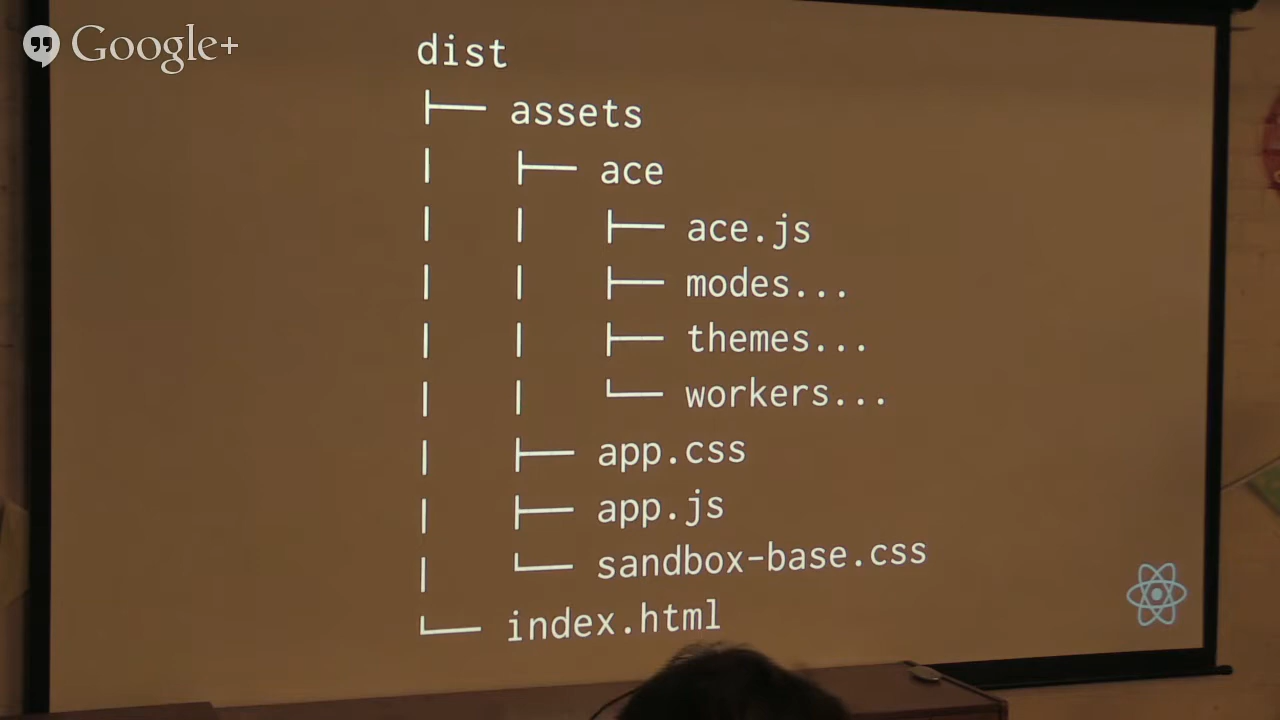 Google+
dist
├── assets
|   ├── ace
|   |   ├── ace.js
|   |   ├── modes...
|   |   ├── themes...
|   |   └── workers...
|   ├── app.css
|   ├── app.js
|   └── sandbox-base.css
└── index.html